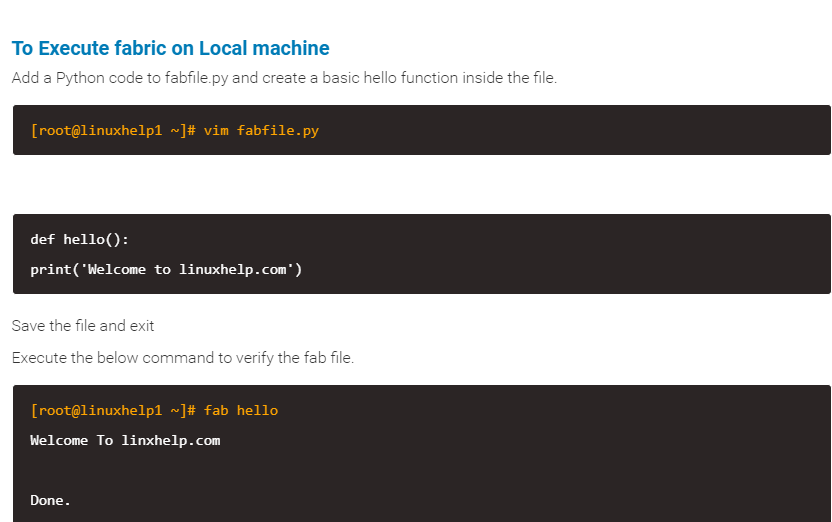 To Execute fabric on Local machine
Add a Python code to fabfile.py and create a basic hello function inside the file.
[root@linuxhelp1 ~]# vim fabfile.py
def hello():
print('Welcome to linuxhelp.com')
Save the file and exit
Execute the below command to verify the fab file.
[root@linuxhelp1 ~]# fab hello
Welcome To linxhelp.com
Done.